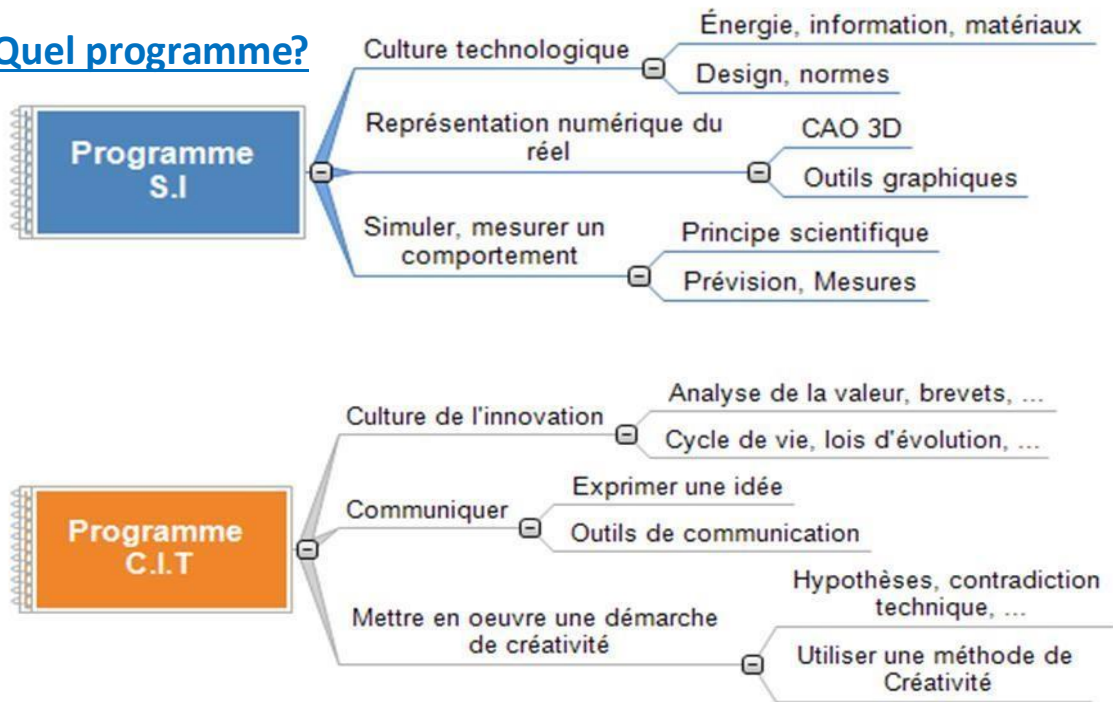 Quel programme?
Programme
S.I
Culture technologique
Énergie, information, matériaux
Design, normes
Représentation numérique du
réel
CAO 3D
Outils graphiques
Simuler, mesurer un
comportement
Principe scientifique
Prévision, Mesures
Programme
C.I.T
Culture de l'innovation
Analyse de la valeur, brevets, ...
Cycle de vie, lois d'évolution, ...
Communiquer
Exprimer une idée
Outils de communication
Mettre en oeuvre une démarche
de créativité
Hypothèses, contradiction
technique, ...
Utiliser une méthode de
Créativité